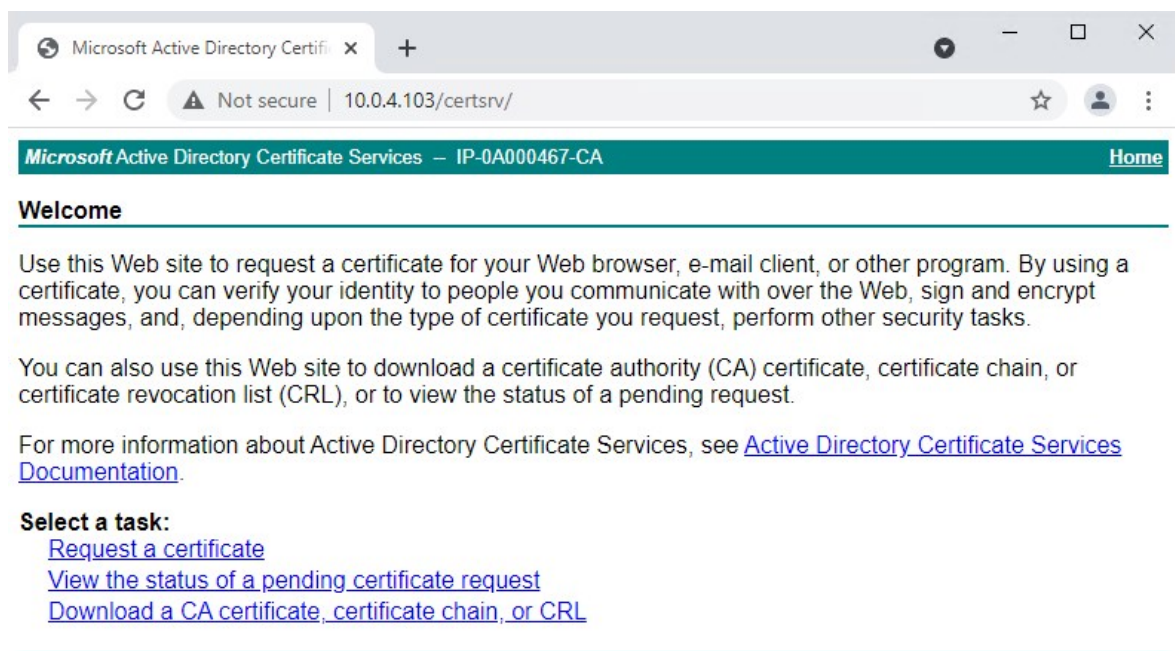 Microsoft Active Directory Certifi
Not secure | 10.0.4.103/certsrv/
Microsoft Active Directory Certificate Services -- IP-0A000467-CA Home
Welcome
Use this Web site to request a certificate for your Web browser, e-mail client, or other program. By using a
certificate, you can verify your identity to people you communicate with over the Web, sign and encrypt
messages, and, depending upon the type of certificate you request, perform other security tasks.
You can also use this Web site to download a certificate authority (CA) certificate, certificate chain, or
certificate revocation list (CRL), or to view the status of a pending request.
For more information about Active Directory Certificate Services, see Active Directory Certificate Services
Documentation.
Select a task:
Request a certificate
View the status of a pending certificate request
Download a CA certificate, certificate chain, or CRL